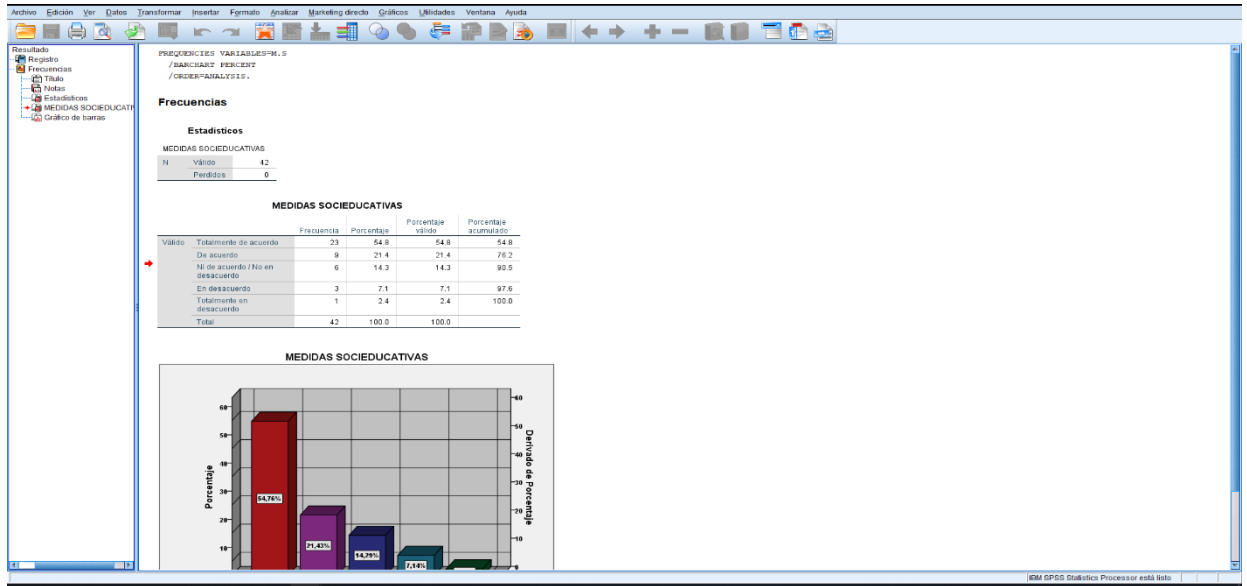 Archivo Edición Ver Datos Transformar Insertar Formato Analizar Marketing directo Gráficos Utilidades Ventana Ayuda
Resultado
Registro
Frecuencias
Título
Notas
Estadísticos
MEDIDAS SOCIEDUCATI
Gráfico de barras
FREQUENCIES VARIABLES=M.S
/BARCHART PERCENT
/ORDER=ANALYSIS.
Frecuencias
Estadísticos
MEDIDAS SOCIEDUCATIVAS
N Válido 42
Perdidos 0
MEDIDAS SOCIEDUCATIVAS
Frecuencia Porcentaje Porcentaje válido Porcentaje acumulado
Válido Totalmente de acuerdo 23 54.8 54.8 54.8
De acuerdo 9 21.4 21.4 76.2
Ni de acuerdo / No en desacuerdo 6 14.3 14.3 90.5
En desacuerdo 3 7.1 7.1 97.6
Totalmente en desacuerdo 1 2.4 2.4 100.0
Total 42 100.0 100.0
MEDIDAS SOCIEDUCATIVAS
Porcentaje
60
50
40
30
20
10
54,76%
21,43%
14,29%
7,14%
60
50
40
30
20
10
0
Derivado de Porcentaje
IBM SPSS Statistics Processor está listo